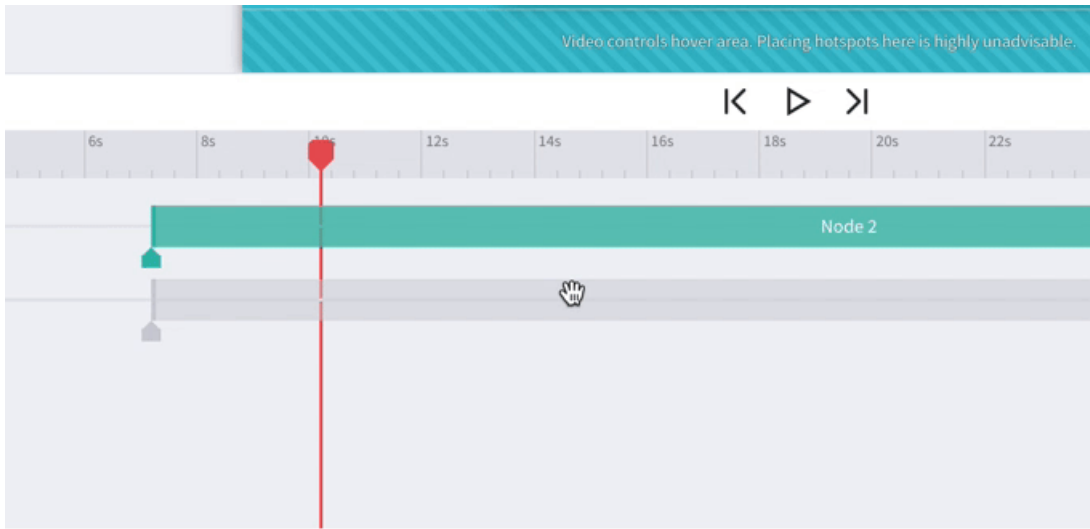 Video controls hover area. Placing hotspots here is highly unadvisable.
6s 8s 10s 12s 14s 16s 18s 20s 22s
Node 2